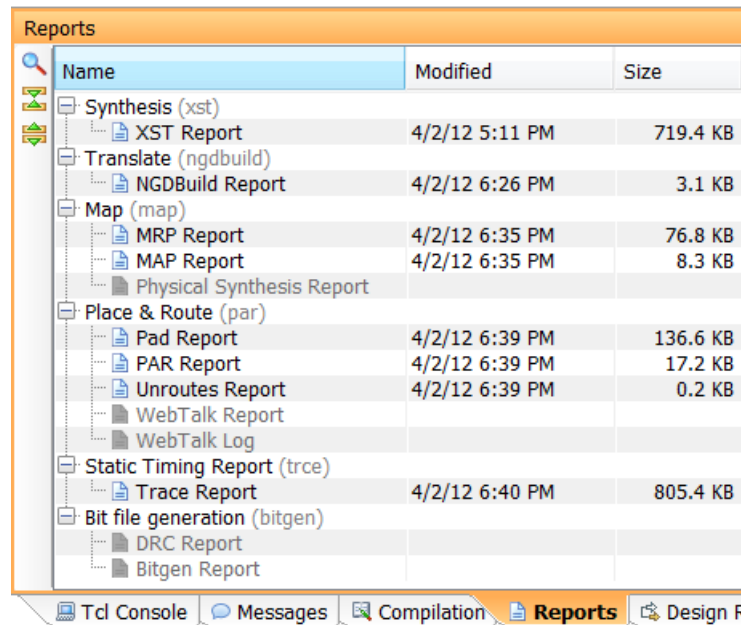 Reports
Name Modified Size
Synthesis (xst)
XST Report 4/2/12 5:11 PM 719.4 KB
Translate (ngdbuild)
NGDBuild Report 4/2/12 6:26 PM 3.1 KB
Map (map)
MRP Report 4/2/12 6:35 PM 76.8 KB
MAP Report 4/2/12 6:35 PM 8.3 KB
Physical Synthesis Report
Place & Route (par)
Pad Report 4/2/12 6:39 PM 136.6 KB
PAR Report 4/2/12 6:39 PM 17.2 KB
Unroutes Report 4/2/12 6:39 PM 0.2 KB
WebTalk Report
WebTalk Log
Static Timing Report (trce)
Trace Report 4/2/12 6:40 PM 805.4 KB
Bit file generation (bitgen)
DRC Report
Bitgen Report
Tcl Console Messages Compilation Reports Design R